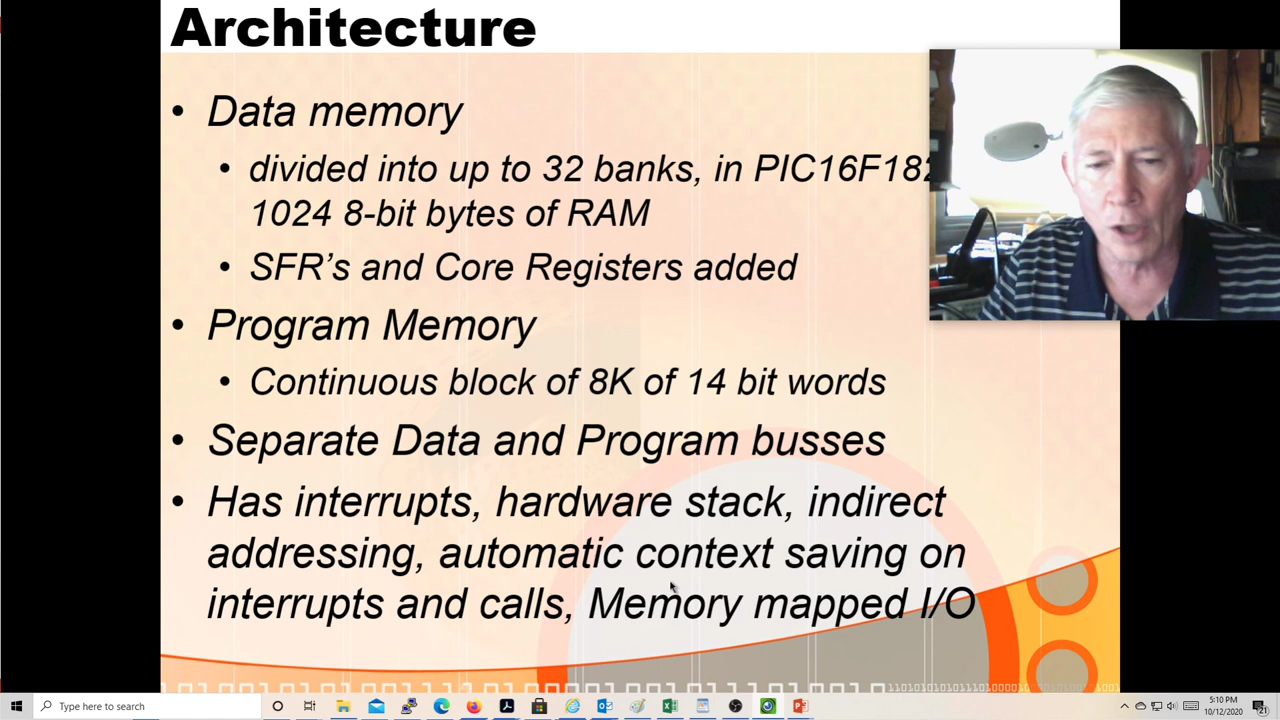 Architecture
• Data memory
• divided into up to 32 banks, in
1024 8-bit bytes of RAM
• SFR’s and Core Registers added
• Program Memory
• Continuous block of 8K of 14 bit words
• Separate Data and Program busses
• Has interrupts, hardware stack, indirect
addressing, automatic context saving on
interrupts and calls, Memory mapped I/O
Type here to search
5:10 PM
10/12/2020